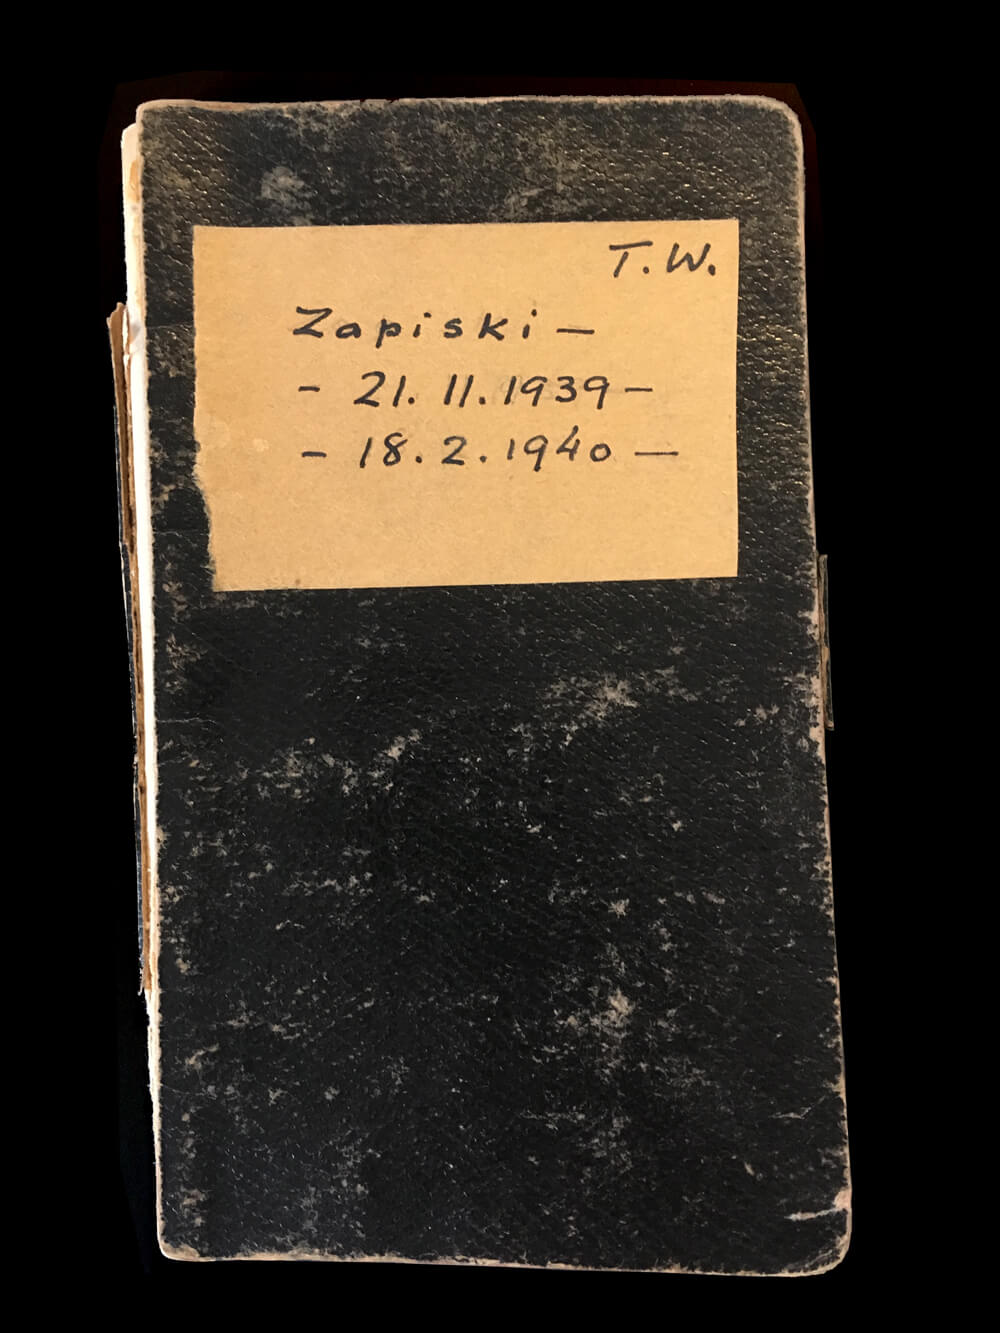 T. W.
Zapiski —
- 21. 11. 1939 -
- 18. 2. 1940 —